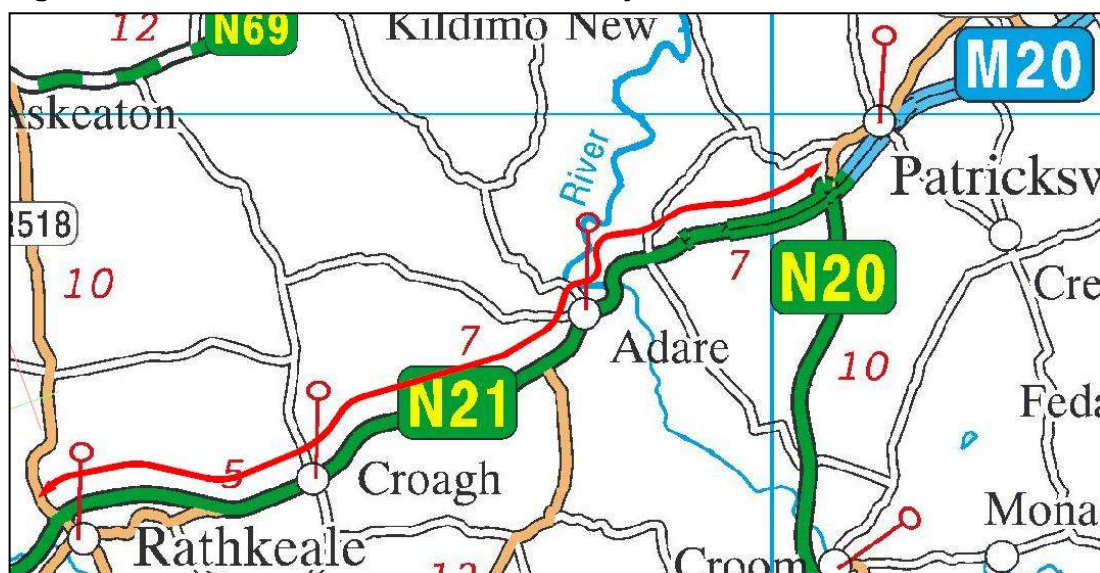 12
N69
Kildimo New
M20
Askeaton
River
Patricksw
R518
10
7
N20
Cre
7
Adare
10
N21
Feda
5
Croagh
Mona
Rathkeale
Croom
12